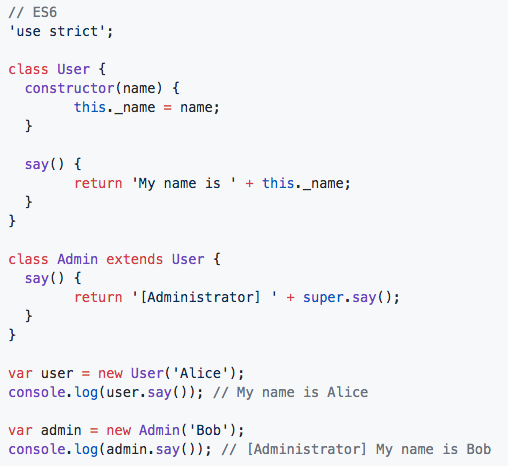 // ES6
'use strict';

class User {
  constructor(name) {
        this._name = name;
  }

  say() {
        return 'My name is ' + this._name;
  }
}

class Admin extends User {
  say() {
        return '[Administrator] ' + super.say();
  }
}

var user = new User('Alice');
console.log(user.say()); // My name is Alice

var admin = new Admin('Bob');
console.log(admin.say()); // [Administrator] My name is Bob